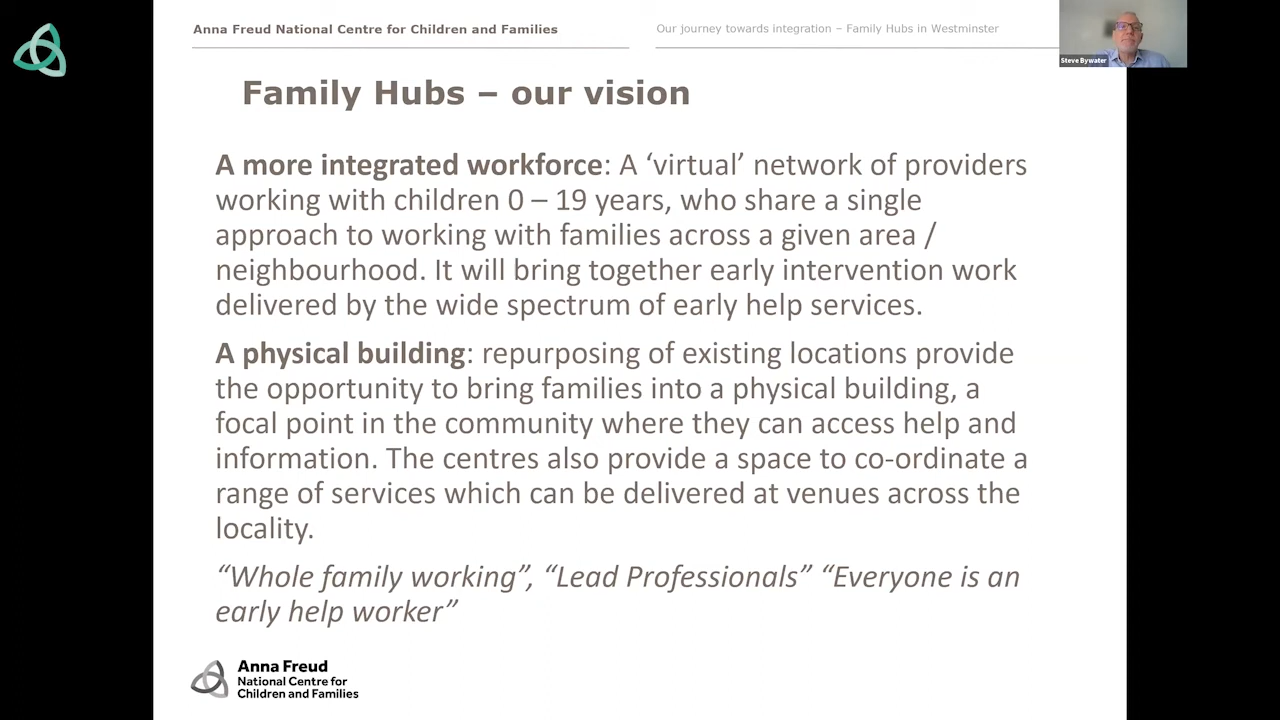 Anna Freud National Centre for Children and Families
Our journey towards integration – Family Hubs in Westminster
Steve Bywater
Family Hubs – our vision
A more integrated workforce: A ‘virtual’ network of providers
working with children 0 – 19 years, who share a single
approach to working with families across a given area /
neighbourhood. It will bring together early intervention work
delivered by the wide spectrum of early help services.
A physical building: repurposing of existing locations provide
the opportunity to bring families into a physical building, a
focal point in the community where they can access help and
information. The centres also provide a space to co-ordinate a
range of services which can be delivered at venues across the
locality.
“Whole family working”, “Lead Professionals” “Everyone is an
early help worker”
Anna Freud
National Centre for
Children and Families